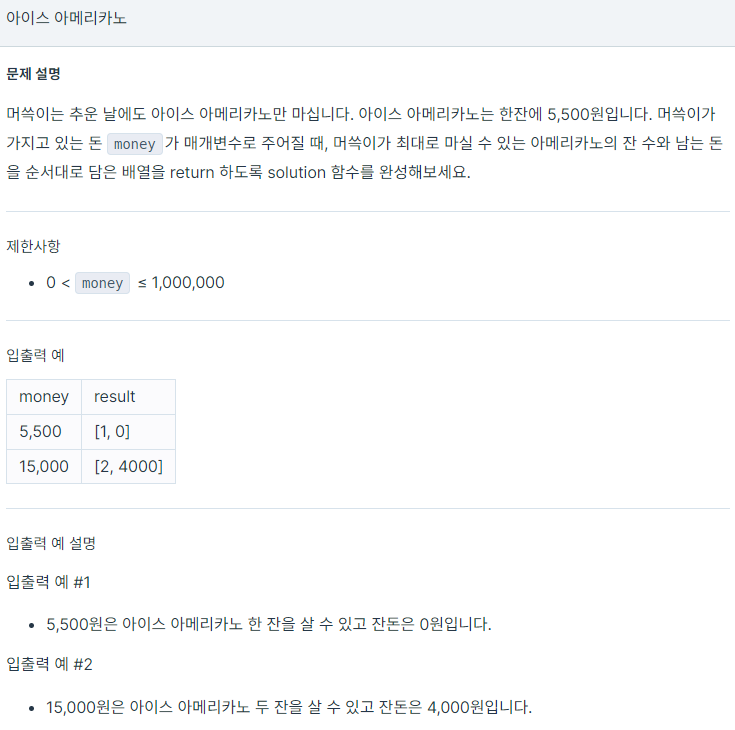 아이스 아메리카노
문제 설명
머쓱이는 추운 날에도 아이스 아메리카노만 마십니다. 아이스 아메리카노는 한잔에 5,500원입니다. 머쓱이가
가지고 있는 돈 money가 매개변수로 주어질 때, 머쓱이가 최대로 마실 수 있는 아메리카노의 잔 수와 남는 돈
을 순서대로 담은 배열을 return 하도록 solution 함수를 완성해보세요.
제한사항
• 0 < money ≤ 1,000,000
입출력 예
money result
5,500 [1, 0]
15,000 [2, 4000]
입출력 예 설명
입출력 예 #1
• 5,500원은 아이스 아메리카노 한 잔을 살 수 있고 잔돈은 0원입니다.
입출력 예 #2
• 15,000원은 아이스 아메리카노 두 잔을 살 수 있고 잔돈은 4,000원입니다.